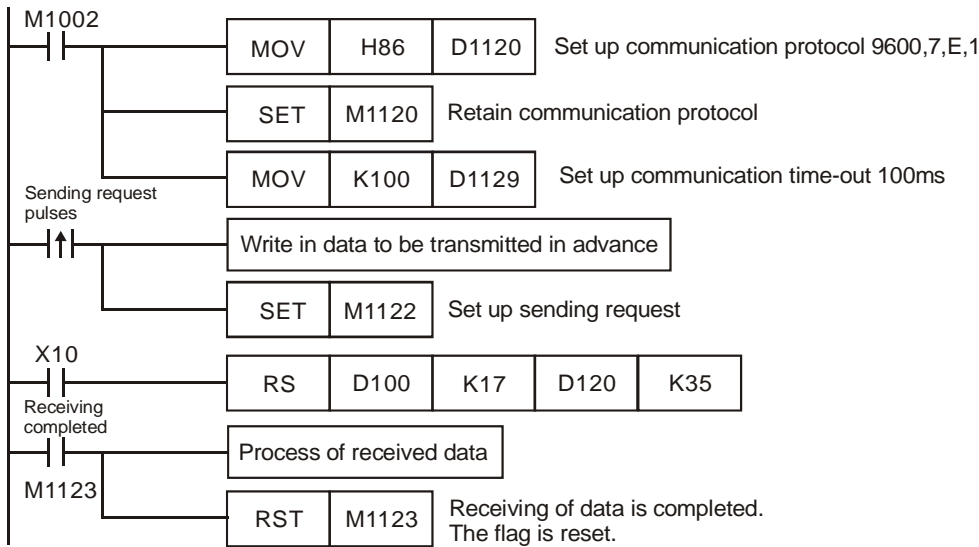 M1002
MOV H86 D1120 Set up communication protocol 9600,7,E,1
SET M1120 Retain communication protocol
MOV K100 D1129 Set up communication time-out 100ms
Sending request
pulses
Write in data to be transmitted in advance
SET M1122 Set up sending request
X10
RS D100 K17 D120 K35
Receiving
completed
Process of received data
M1123
RST M1123 Receiving of data is completed.
The flag is reset.